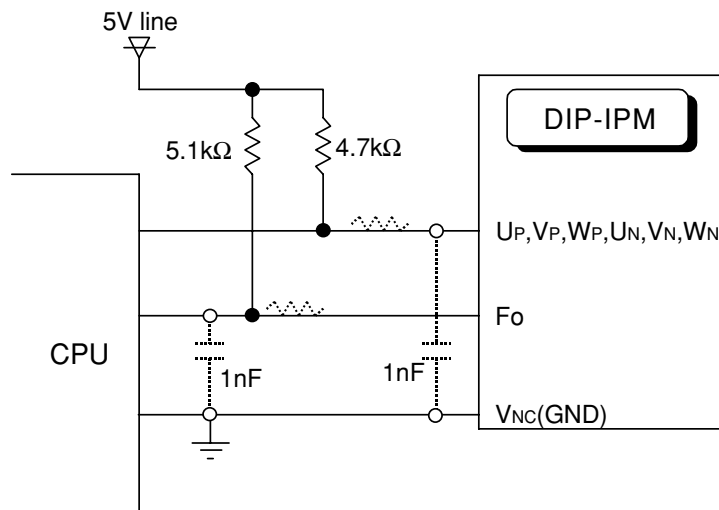 5V line
DIP-IPM
5.1kΩ
4.7kΩ
UP,VP,WP,UN,VN,WN
Fo
CPU
1nF
1nF
VNC(GND)